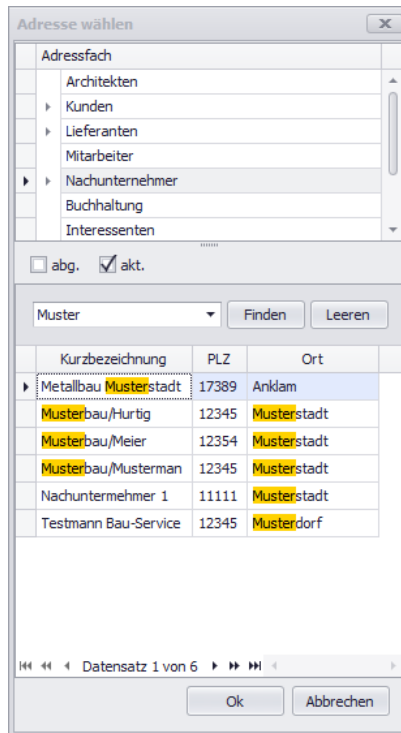 Adresse wählen
Adressfach
Architekten
Kunden
Lieferanten
Mitarbeiter
Nachunternehmer
Buchhaltung
Interessenten
abg. akt.
Muster Finden Leeren
Kurzbezeichnung PLZ Ort
Metallbau Musterstadt 17389 Anklam
Musterbau/Hurtig 12345 Musterstadt
Musterbau/Meier 12354 Musterstadt
Musterbau/Musterman 12345 Musterstadt
Nachuntermehmer 1 11111 Musterstadt
Testmann Bau-Service 12345 Musterdorf
Datensatz 1 von 6
Ok Abbrechen